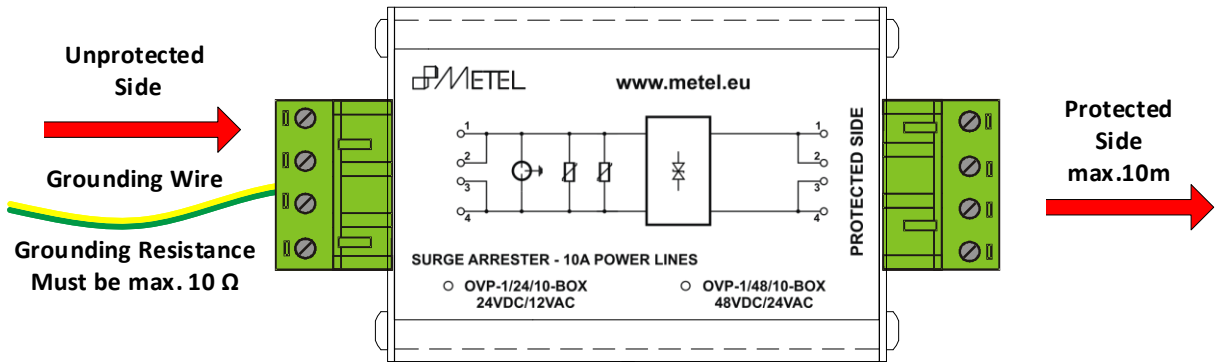 Unprotected
Side
Grounding Wire
Grounding Resistance
Must be max. 10 Ω
METEL
www.metel.eu
1
2
3
4
1
2
3
4
PROTECTED SIDE
SURGE ARRESTER - 10A POWER LINES
OVP-1/24/10-BOX
24VDC/12VAC
OVP-1/48/10-BOX
48VDC/24VAC
Protected
Side
max.10m